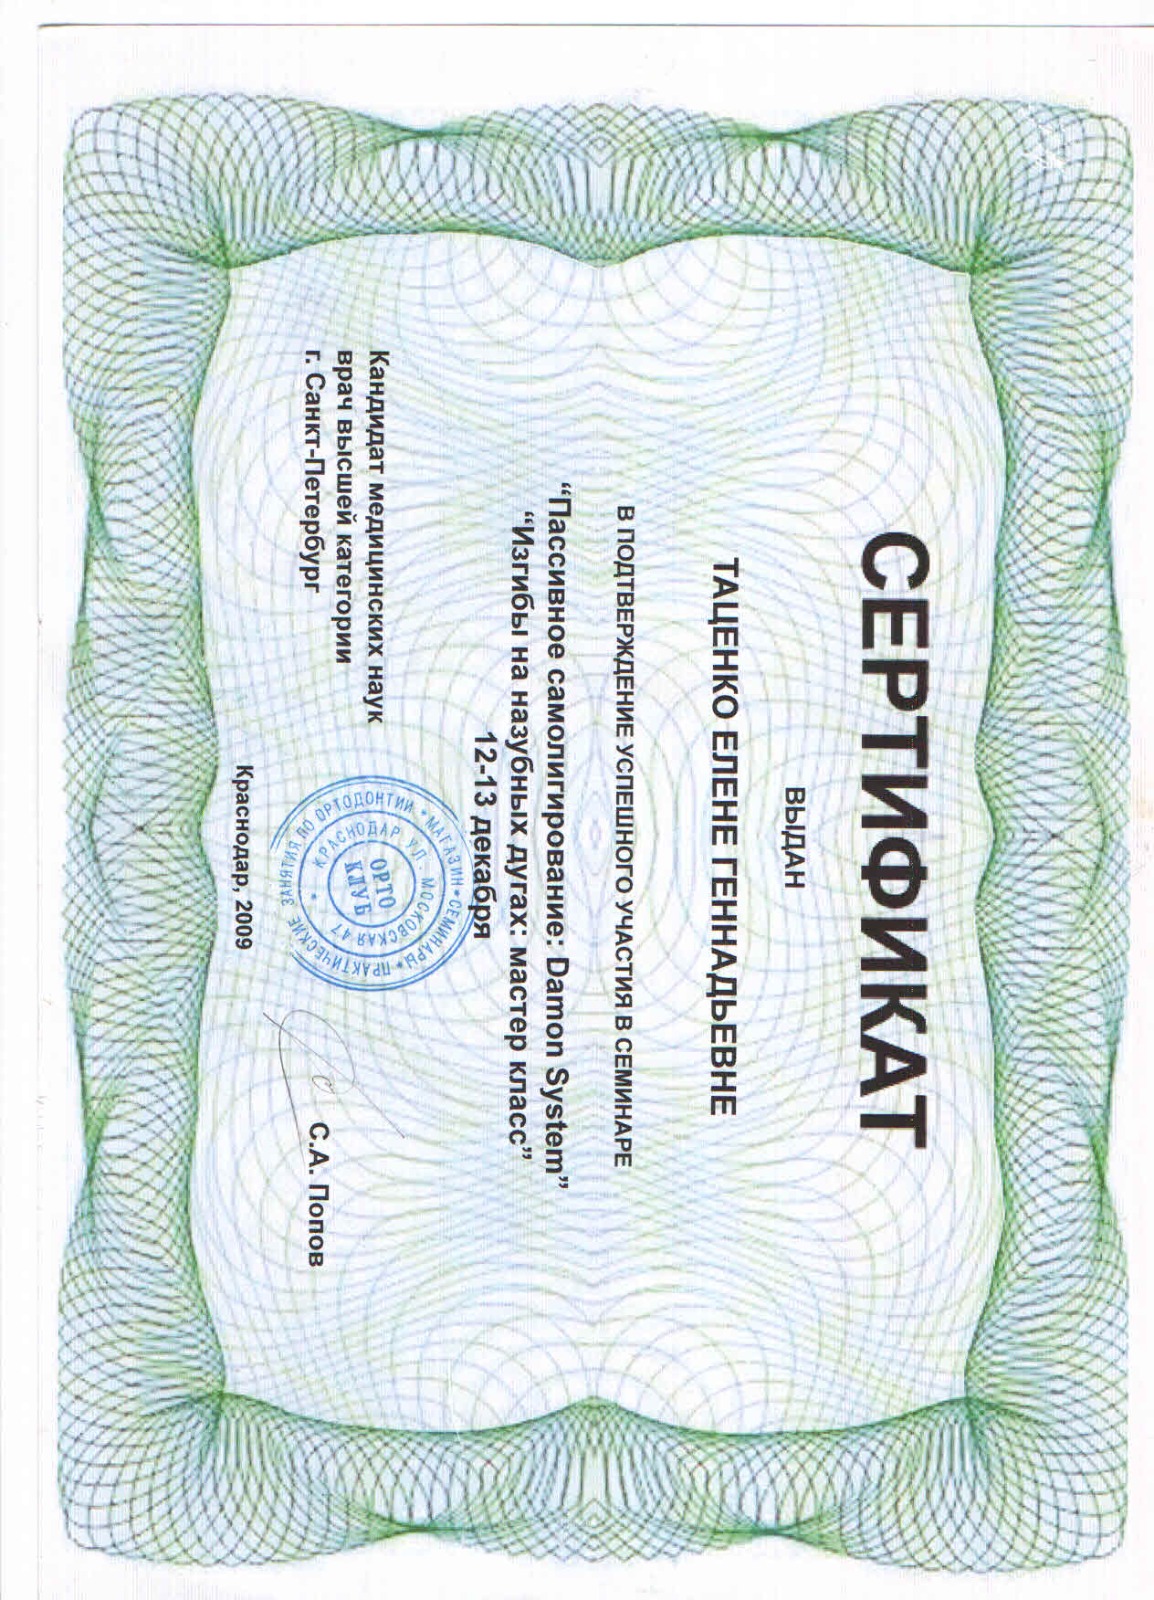 СЕРТИФИКАТ
ВЫДАН
ТАЦЕНКО ЕЛЕНЕ ГЕННАДЬЕВНЕ
В ПОДТВЕРЖДЕНИЕ УСПЕШНОГО УЧАСТИЯ В СЕМИНАРЕ
“Пассивное самолигирование: Damon System”
“Изгибы на назубных дугах: мастер класс”
12-13 декабря
МАГАЗИН * СЕМИНАРЫ * ПРАКТИЧЕСКИЕ ЗАНЯТИЯ ПО ОРТОДОНТИИ *
КРАСНОДАР УЛ. МОСКОВСКАЯ 47 *
ОРТО
КЛУБ
Кандидат медицинских наук
врач высшей категории
г. Санкт-Петербург
С.А. Попов
Краснодар, 2009